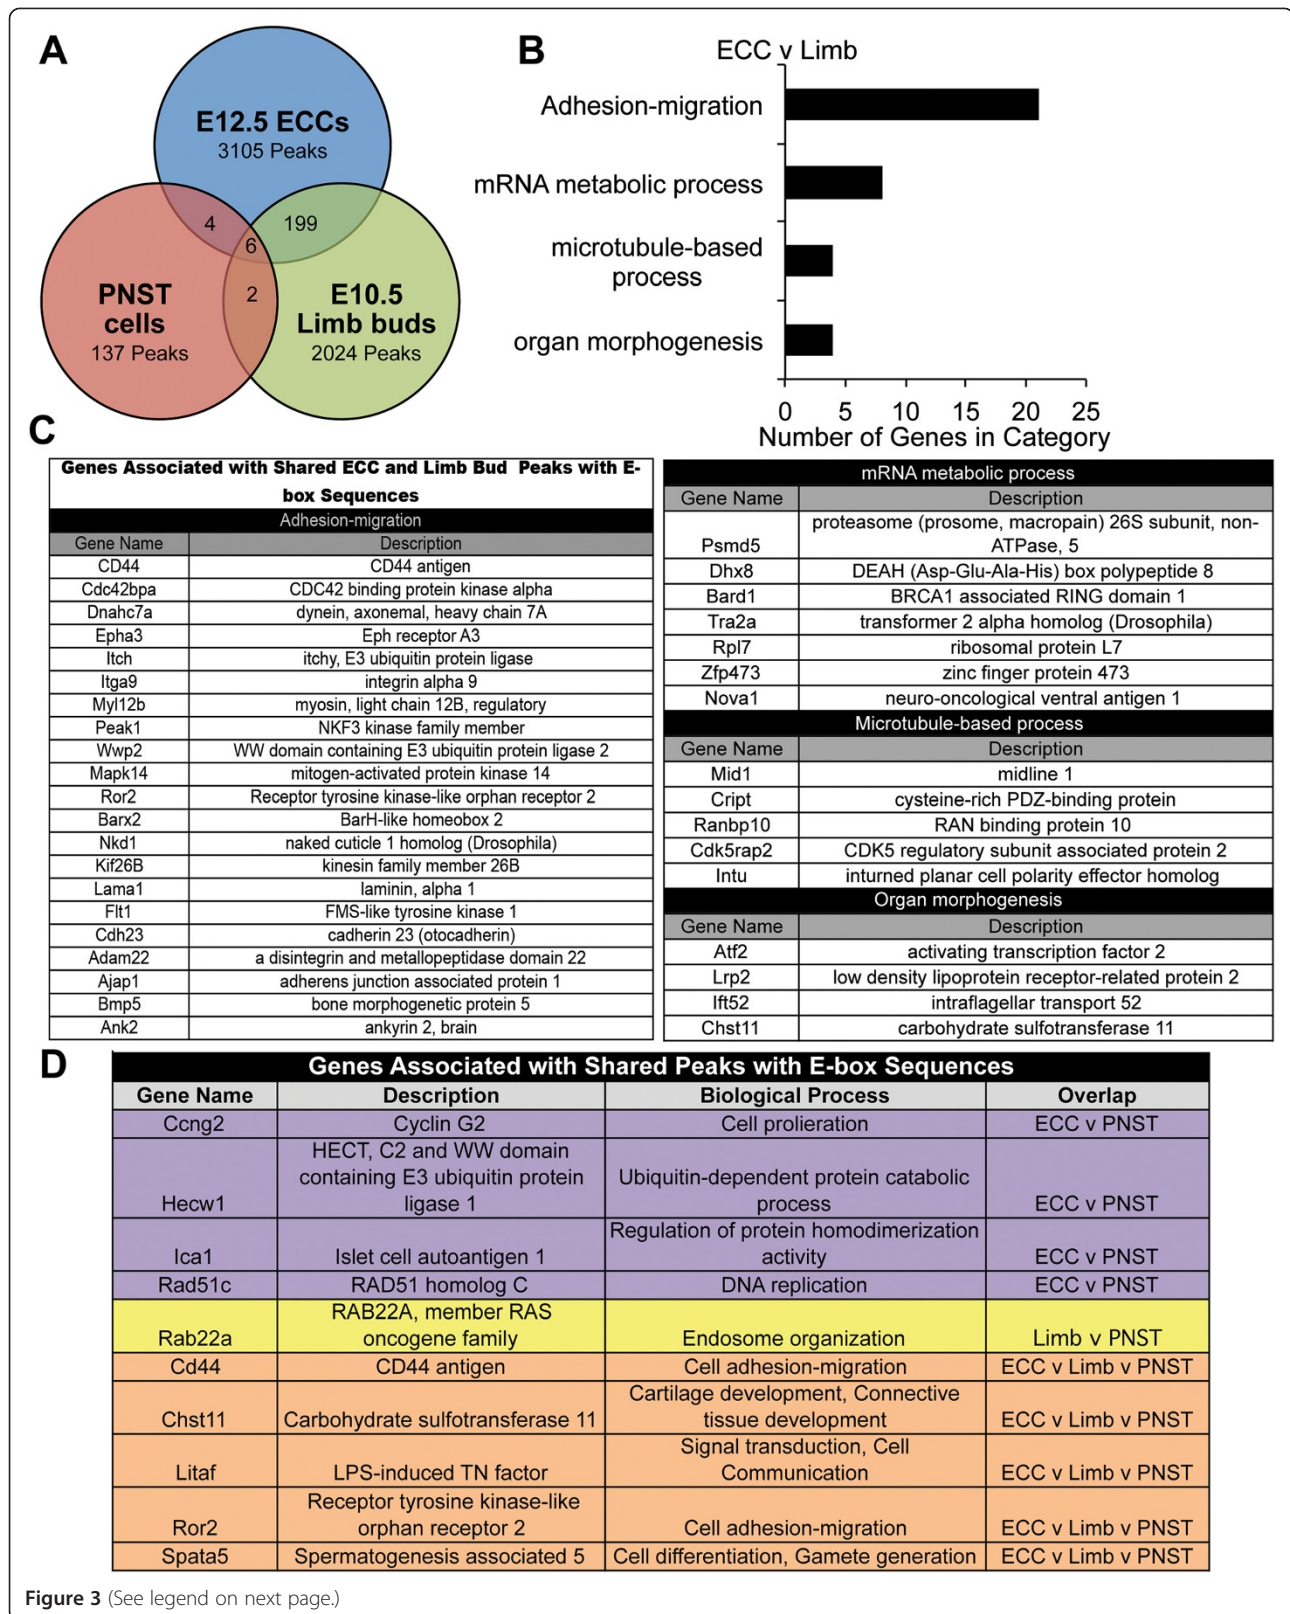 A
E12.5 ECCs
3105 Peaks
4
199
6
2
PNST
cells
137 Peaks
E10.5
Limb buds
2024 Peaks
B
ECC v Limb
Adhesion-migration
mRNA metabolic process
microtubule-based
process
organ morphogenesis
0 5 10 15 20 25
Number of Genes in Category
C
Genes Associated with Shared ECC and Limb Bud Peaks with E-
box Sequences
Adhesion-migration
Gene Name Description
CD44 CD44 antigen
Cdc42bpa CDC42 binding protein kinase alpha
Dnahc7a dynein, axonemal, heavy chain 7A
Epha3 Eph receptor A3
Itch itchy, E3 ubiquitin protein ligase
Itga9 integrin alpha 9
Myl12b myosin, light chain 12B, regulatory
Peak1 NKF3 kinase family member
Wwp2 WW domain containing E3 ubiquitin protein ligase 2
Mapk14 mitogen-activated protein kinase 14
Ror2 Receptor tyrosine kinase-like orphan receptor 2
Barx2 BarH-like homeobox 2
Nkd1 naked cuticle 1 homolog (Drosophila)
Kif26B kinesin family member 26B
Lama1 laminin, alpha 1
Flt1 FMS-like tyrosine kinase 1
Cdh23 cadherin 23 (otocadherin)
Adam22 a disintegrin and metallopeptidase domain 22
Ajap1 adherens junction associated protein 1
Bmp5 bone morphogenetic protein 5
Ank2 ankyrin 2, brain
mRNA metabolic process
Gene Name Description
proteasome (prosome, macropain) 26S subunit, non-
Psmd5 ATPase, 5
Dhx8 DEAH (Asp-Glu-Ala-His) box polypeptide 8
Bard1 BRCA1 associated RING domain 1
Tra2a transformer 2 alpha homolog (Drosophila)
Rpl7 ribosomal protein L7
Zfp473 zinc finger protein 473
Nova1 neuro-oncological ventral antigen 1
Microtubule-based process
Gene Name Description
Mid1 midline 1
Cript cysteine-rich PDZ-binding protein
Ranbp10 RAN binding protein 10
Cdk5rap2 CDK5 regulatory subunit associated protein 2
Intu inturned planar cell polarity effector homolog
Organ morphogenesis
Gene Name Description
Atf2 activating transcription factor 2
Lrp2 low density lipoprotein receptor-related protein 2
Ift52 intraflagellar transport 52
Chst11 carbohydrate sulfotransferase 11
D
Genes Associated with Shared Peaks with E-box Sequences
Gene Name Description Biological Process Overlap
Ccng2 Cyclin G2 Cell prolieration ECC v PNST
HECT, C2 and WW domain
containing E3 ubiquitin protein Ubiquitin-dependent protein catabolic
Hecw1 ligase 1 process ECC v PNST
Regulation of protein homodimerization
Ica1 Islet cell autoantigen 1 activity ECC v PNST
Rad51c RAD51 homolog C DNA replication ECC v PNST
RAB22A, member RAS
Rab22a oncogene family Endosome organization Limb v PNST
Cd44 CD44 antigen Cell adhesion-migration ECC v Limb v PNST
Cartilage development, Connective
Chst11 Carbohydrate sulfotransferase 11 tissue development ECC v Limb v PNST
Signal transduction, Cell
Litaf LPS-induced TN factor Communication ECC v Limb v PNST
Receptor tyrosine kinase-like
Ror2 orphan receptor 2 Cell adhesion-migration ECC v Limb v PNST
Spata5 Spermatogenesis associated 5 Cell differentiation, Gamete generation ECC v Limb v PNST
Figure 3 (See legend on next page.)